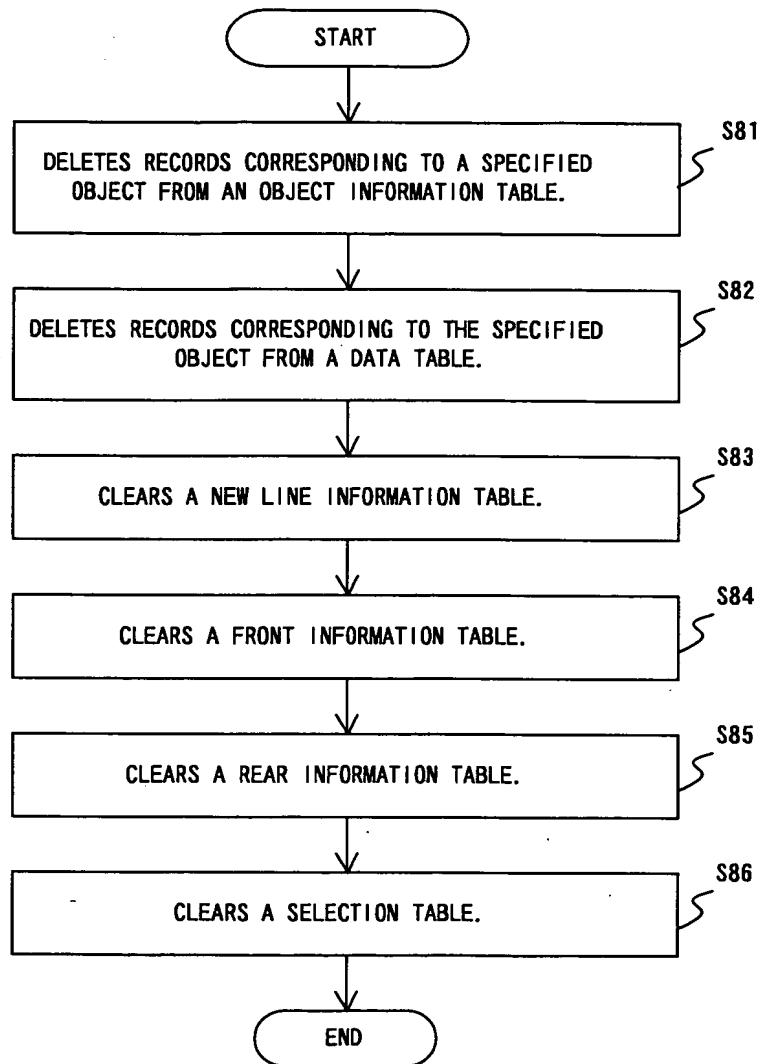 START
S81
DELETES RECORDS CORRESPONDING TO A SPECIFIED
OBJECT FROM AN OBJECT INFORMATION TABLE.
S82
DELETES RECORDS CORRESPONDING TO THE SPECIFIED
OBJECT FROM A DATA TABLE.
S83
CLEARS A NEW LINE INFORMATION TABLE.
S84
CLEARS A FRONT INFORMATION TABLE.
S85
CLEARS A REAR INFORMATION TABLE.
S86
CLEARS A SELECTION TABLE.
END